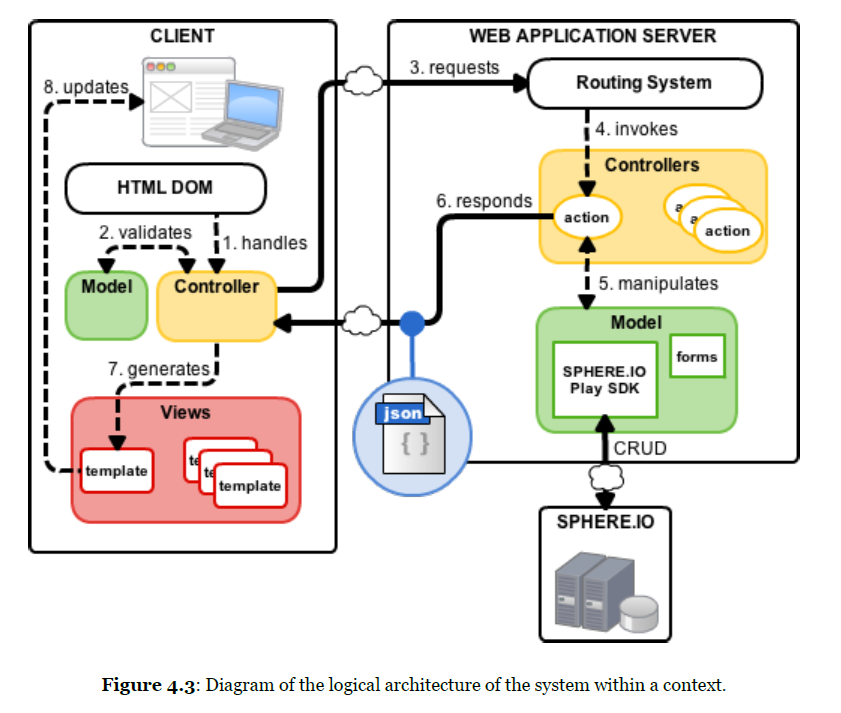 CLIENT
8. updates
HTML DOM
2. validates
1. handles
Model
Controller
7. generates
Views
template
te
te
template
WEB APPLICATION SERVER
3. requests
Routing System
4. invokes
Controllers
6. responds
action
a
a
action
5. manipulates
Model
SPHERE.IO
Play SDK
forms
json
{ }
CRUD
SPHERE.IO
Figure 4.3: Diagram of the logical architecture of the system within a context.